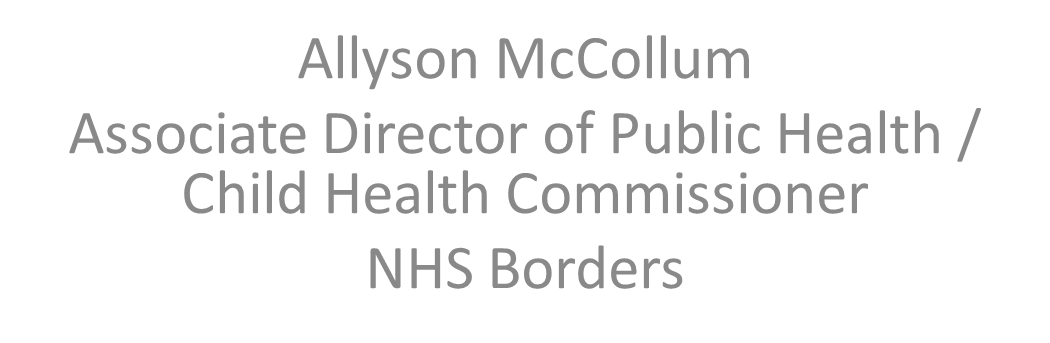 Allyson McCollum
Associate Director of Public Health /
Child Health Commissioner
NHS Borders